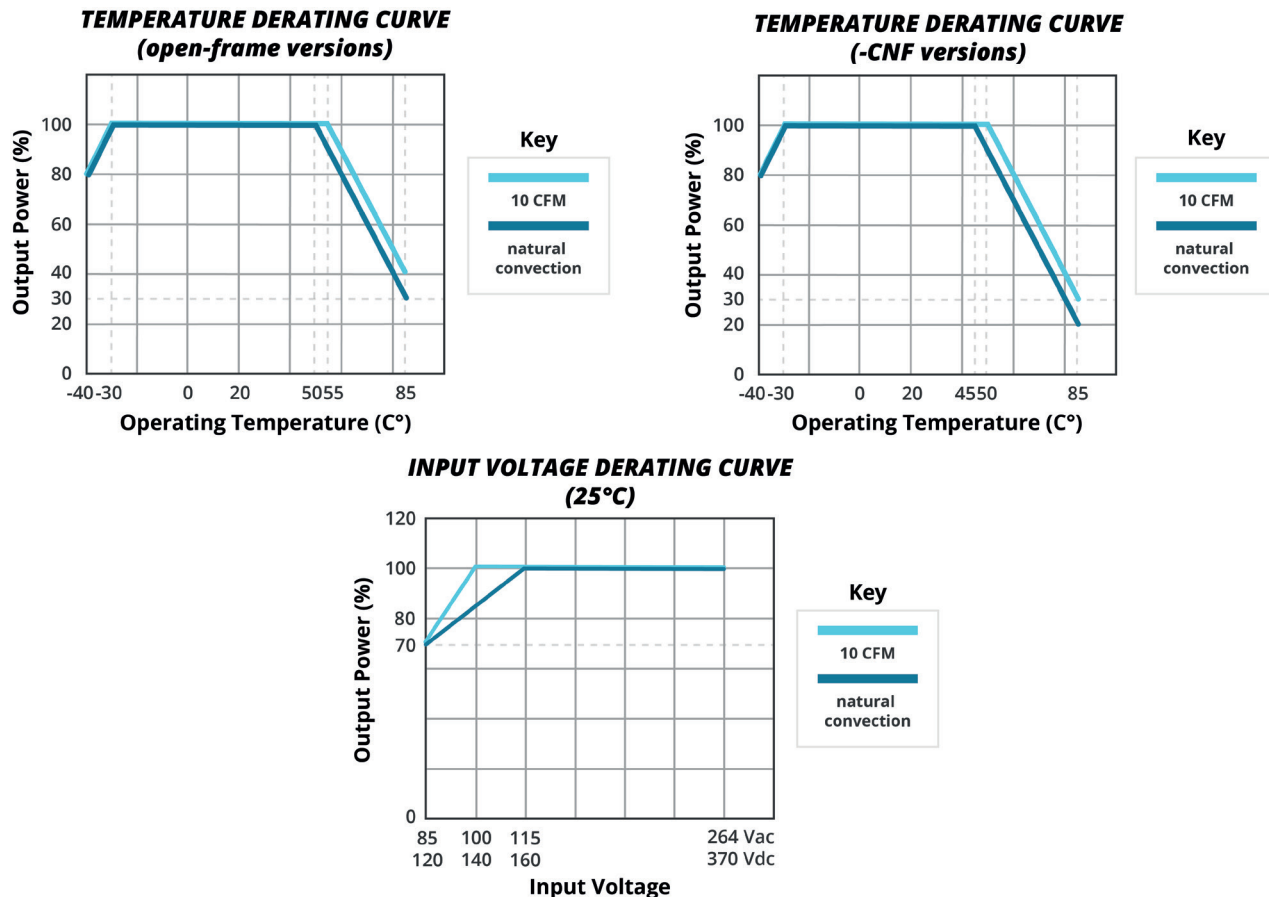 TEMPERATURE DERATING CURVE
(open-frame versions)
Output Power (%)
100
80
60
40
30
20
0
-40 -30 0 20 50 55 85
Operating Temperature (C°)
Key
10 CFM
natural
convection
TEMPERATURE DERATING CURVE
(-CNF versions)
Output Power (%)
100
80
60
40
30
20
0
-40 -30 0 20 45 50 85
Operating Temperature (C°)
Key
10 CFM
natural
convection
INPUT VOLTAGE DERATING CURVE
(25°C)
Output Power (%)
120
100
80
70
0
85 100 115 264 Vac
120 140 160 370 Vdc
Input Voltage
Key
10 CFM
natural
convection